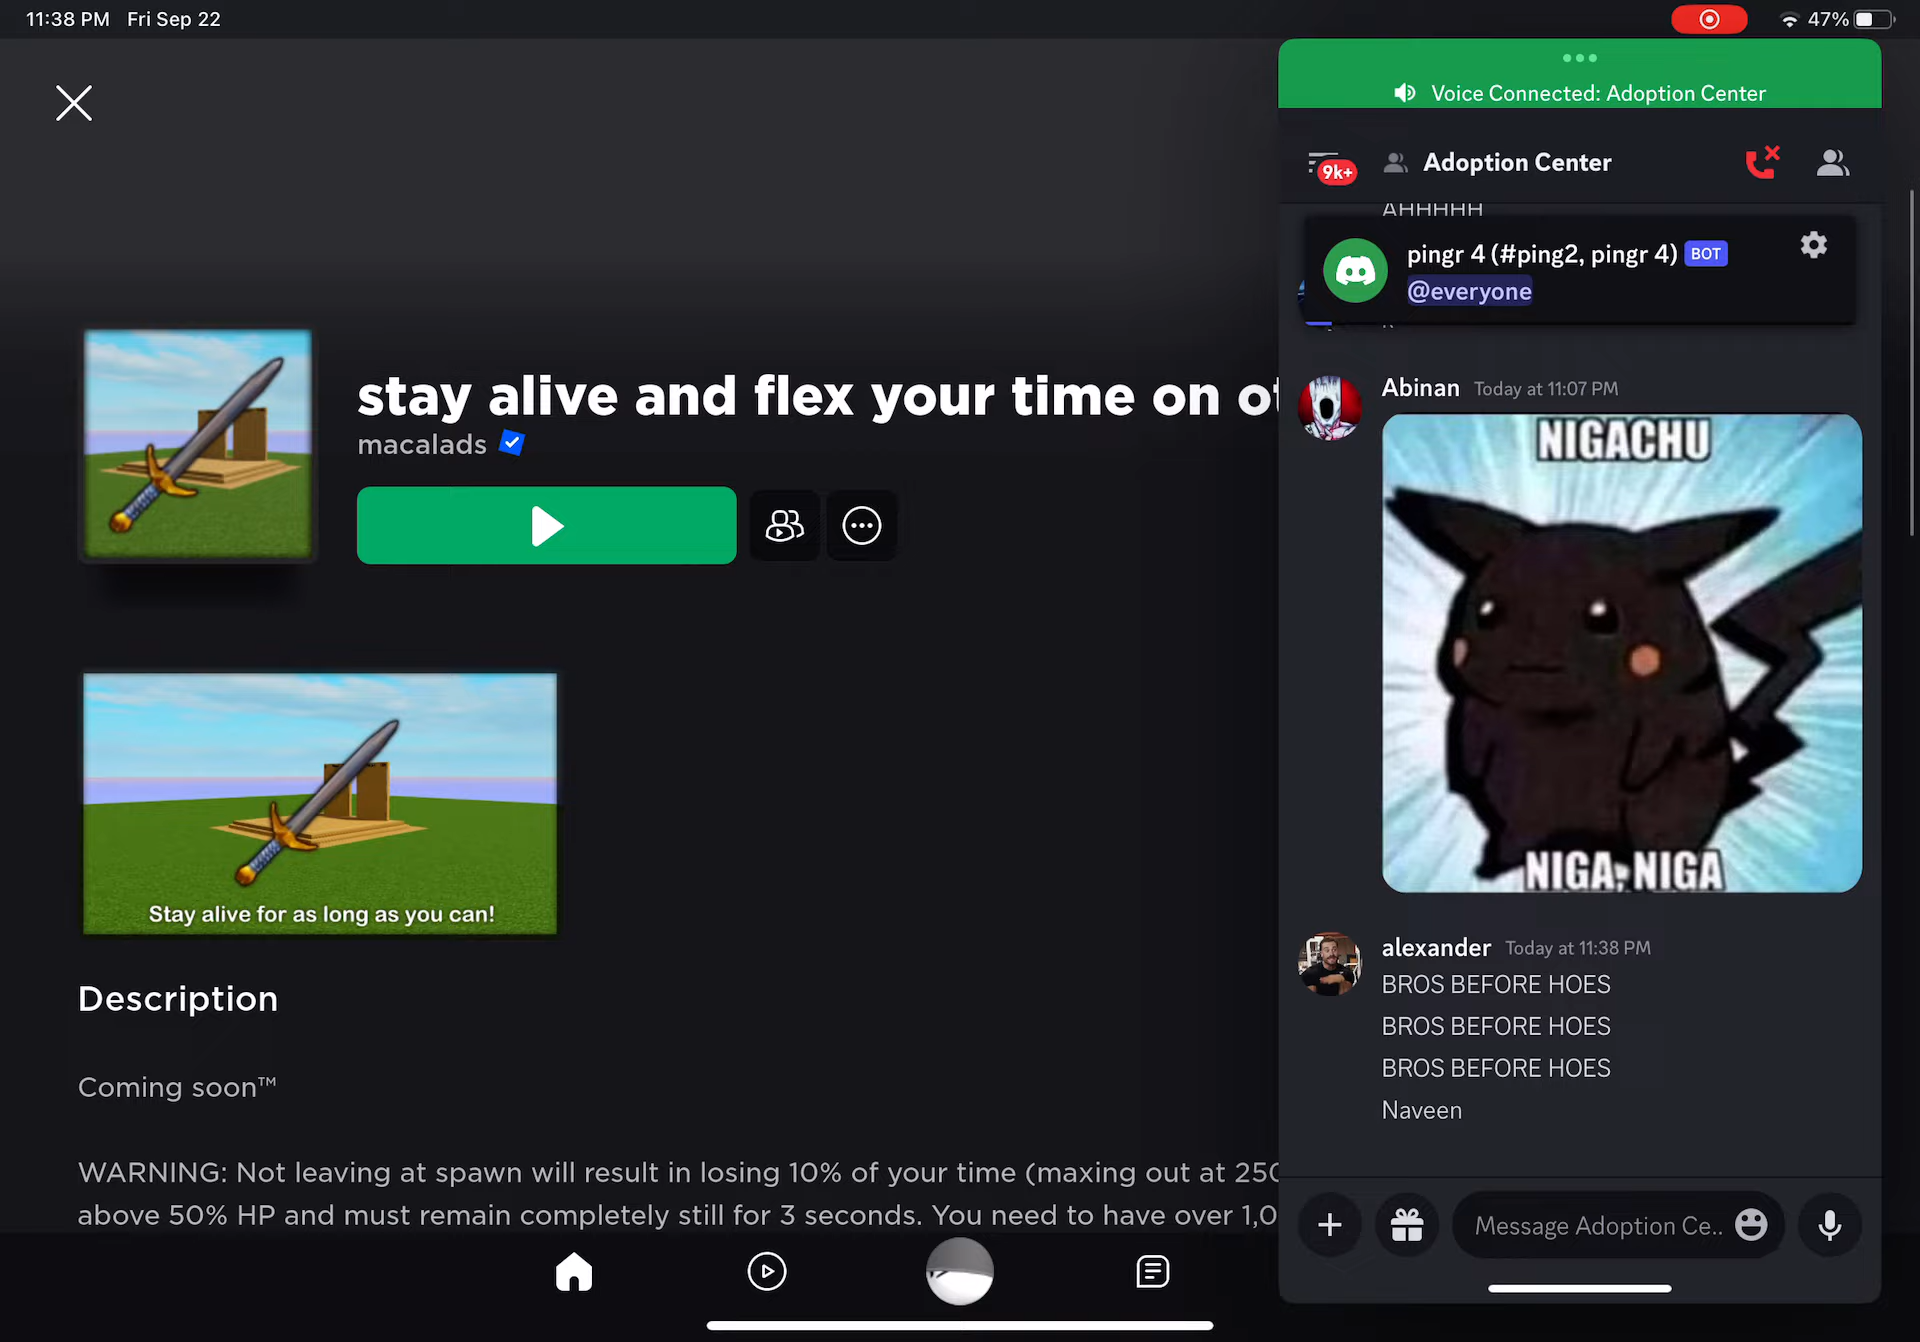 11:38 PM Fri Sep 22
47%
stay alive and flex your time on ot
macalads
Stay alive for as long as you can!
Description
Coming soon™
WARNING: Not leaving at spawn will result in losing 10% of your time (maxing out at 250
above 50% HP and must remain completely still for 3 seconds. You need to have over 1,0
Voice Connected: Adoption Center
9k+
Adoption Center
AHHHHH
pingr 4 (#ping2, pingr 4) BOT
@everyone
Abinan Today at 11:07 PM
NIGACHU
NIGA, NIGA
alexander Today at 11:38 PM
BROS BEFORE HOES
BROS BEFORE HOES
BROS BEFORE HOES
Naveen
Message Adoption Ce..